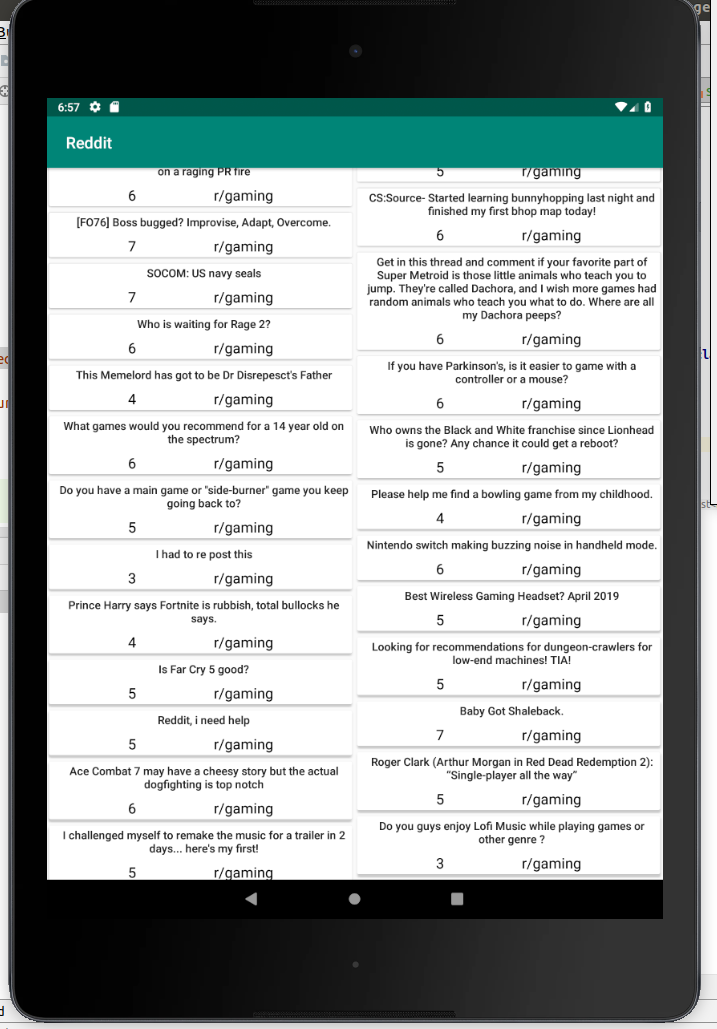 6:57
Reddit
on a raging PR fire
6 r/gaming
[FO76] Boss bugged? Improvise, Adapt, Overcome.
7 r/gaming
SOCOM: US navy seals
7 r/gaming
Who is waiting for Rage 2?
6 r/gaming
This Memelord has got to be Dr Disrepesct's Father
4 r/gaming
What games would you recommend for a 14 year old on
the spectrum?
6 r/gaming
Do you have a main game or "side-burner" game you keep
going back to?
5 r/gaming
I had to re post this
3 r/gaming
Prince Harry says Fortnite is rubbish, total bullocks he
says.
4 r/gaming
Is Far Cry 5 good?
5 r/gaming
Reddit, i need help
5 r/gaming
Ace Combat 7 may have a cheesy story but the actual
dogfighting is top notch
6 r/gaming
I challenged myself to remake the music for a trailer in 2
days... here's my first!
5 r/gaming
5 r/gaming
CS:Source- Started learning bunnyhopping last night and
finished my first bhop map today!
6 r/gaming
Get in this thread and comment if your favorite part of
Super Metroid is those little animals who teach you to
jump. They're called Dachora, and I wish more games had
random animals who teach you what to do. Where are all
my Dachora peeps?
6 r/gaming
If you have Parkinson's, is it easier to game with a
controller or a mouse?
6 r/gaming
Who owns the Black and White franchise since Lionhead
is gone? Any chance it could get a reboot?
5 r/gaming
Please help me find a bowling game from my childhood.
4 r/gaming
Nintendo switch making buzzing noise in handheld mode.
6 r/gaming
Best Wireless Gaming Headset? April 2019
5 r/gaming
Looking for recommendations for dungeon-crawlers for
low-end machines! TIA!
5 r/gaming
Baby Got Shaleback.
7 r/gaming
Roger Clark (Arthur Morgan in Red Dead Redemption 2):
“Single-player all the way”
5 r/gaming
Do you guys enjoy Lofi Music while playing games or
other genre ?
3 r/gaming